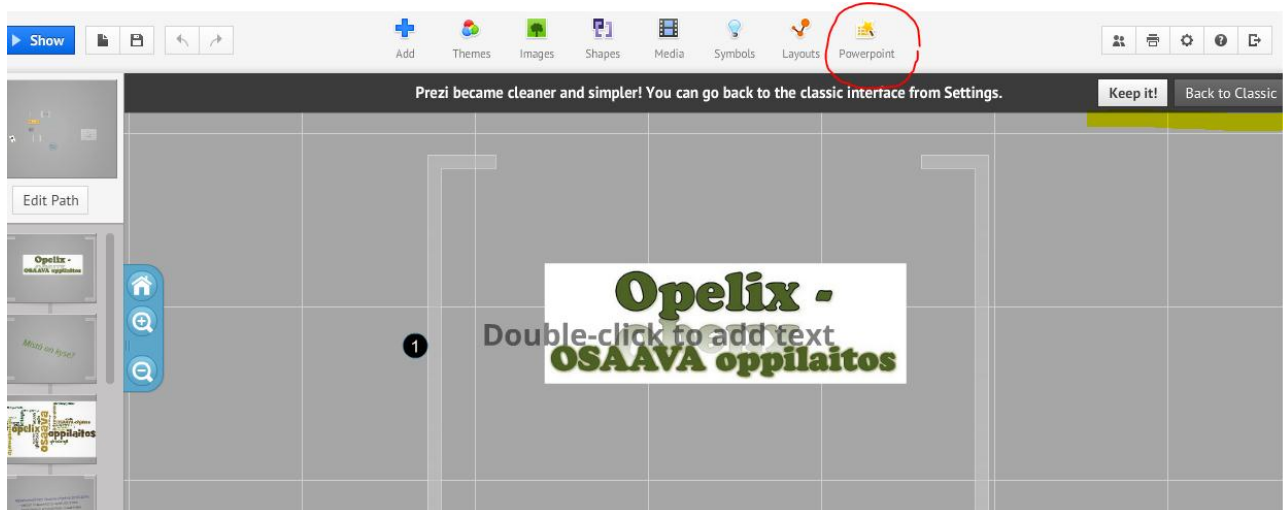 Show
Add Themes Images Shapes Media Symbols Layouts Powerpoint
Prezi became cleaner and simpler! You can go back to the classic interface from Settings.
Keep it! Back to Classic
Edit Path
Opelix -
OSAAVA oppilaitos
Mistä on kyse?
opelix osaava oppilaitos
1
Opelix -
Double-click to add text
OSAAVA oppilaitos